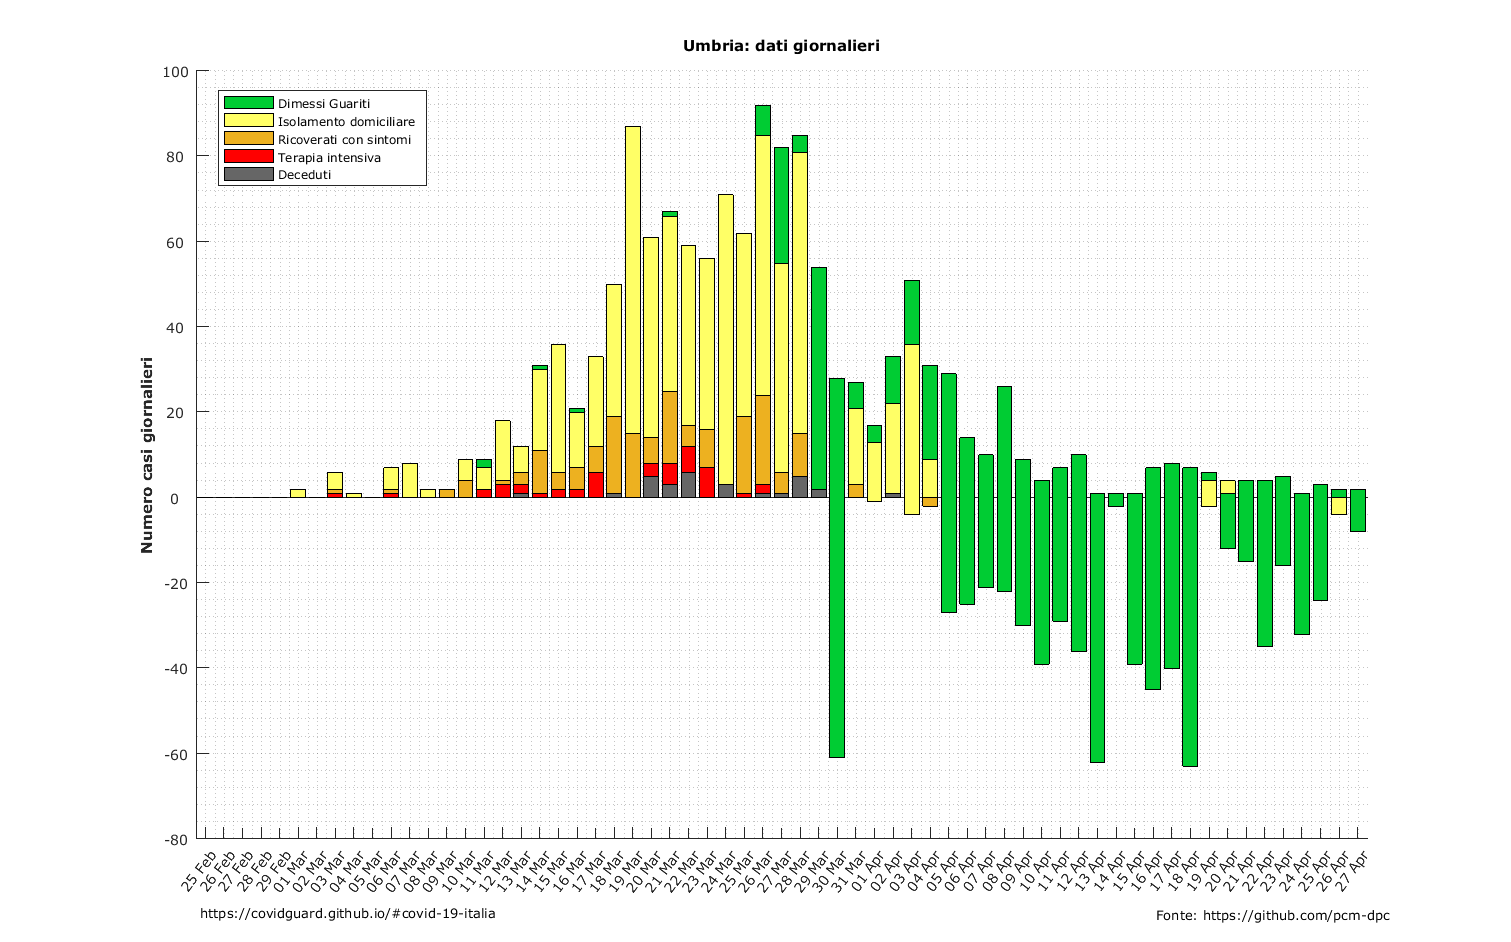 Umbria: dati giornalieri
Numero casi giornalieri
100
80
60
40
20
0
-20
-40
-60
-80
Dimessi Guariti
Isolamento domiciliare
Ricoverati con sintomi
Terapia intensiva
Deceduti
25 Feb
26 Feb
27 Feb
28 Feb
29 Feb
01 Mar
02 Mar
03 Mar
04 Mar
05 Mar
06 Mar
07 Mar
08 Mar
09 Mar
10 Mar
11 Mar
12 Mar
13 Mar
14 Mar
15 Mar
16 Mar
17 Mar
18 Mar
19 Mar
20 Mar
21 Mar
22 Mar
23 Mar
24 Mar
25 Mar
26 Mar
27 Mar
28 Mar
29 Mar
30 Mar
31 Mar
01 Apr
02 Apr
03 Apr
04 Apr
05 Apr
06 Apr
07 Apr
08 Apr
09 Apr
10 Apr
11 Apr
12 Apr
13 Apr
14 Apr
15 Apr
16 Apr
17 Apr
18 Apr
19 Apr
20 Apr
21 Apr
22 Apr
23 Apr
24 Apr
25 Apr
26 Apr
27 Apr
https://covidguard.github.io/#covid-19-italia
Fonte: https://github.com/pcm-dpc